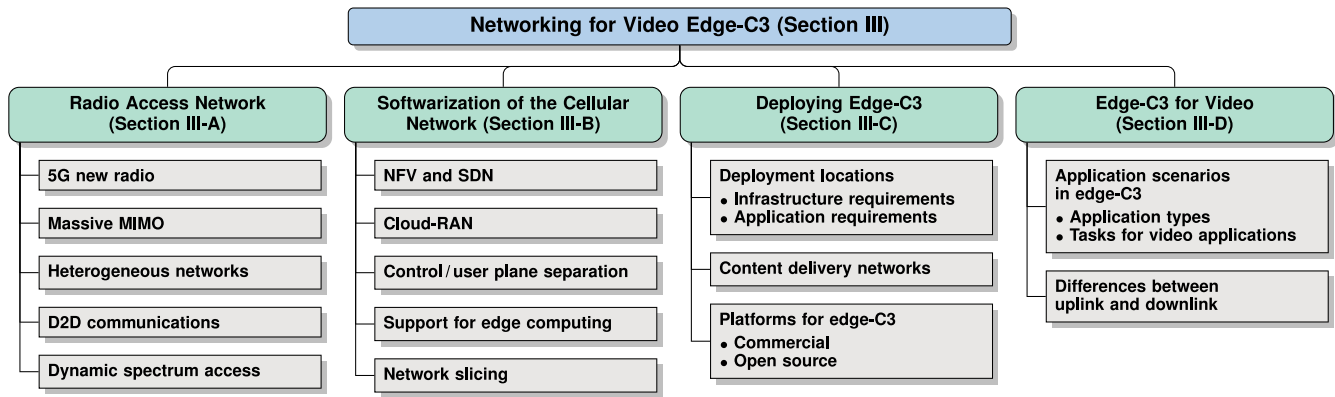 Networking for Video Edge-C3 (Section III)
Radio Access Network
(Section III-A)
5G new radio
Massive MIMO
Heterogeneous networks
D2D communications
Dynamic spectrum access
Softwarization of the Cellular
Network (Section III-B)
NFV and SDN
Cloud-RAN
Control / user plane separation
Support for edge computing
Network slicing
Deploying Edge-C3
(Section III-C)
Deployment locations
• Infrastructure requirements
• Application requirements
Content delivery networks
Platforms for edge-C3
• Commercial
• Open source
Edge-C3 for Video
(Section III-D)
Application scenarios
in edge-C3
• Application types
• Tasks for video applications
Differences between
uplink and downlink